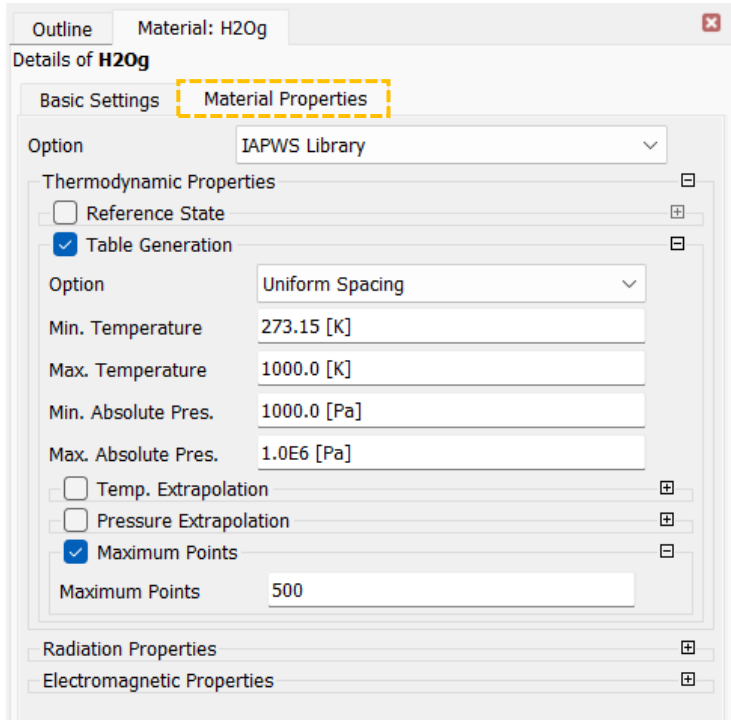 Outline Material: H2Og
Details of H2Og
Basic Settings Material Properties
Option IAPWS Library
Thermodynamic Properties
Reference State
Table Generation
Option Uniform Spacing
Min. Temperature 273.15 [K]
Max. Temperature 1000.0 [K]
Min. Absolute Pres. 1000.0 [Pa]
Max. Absolute Pres. 1.0E6 [Pa]
Temp. Extrapolation
Pressure Extrapolation
Maximum Points
Maximum Points 500
Radiation Properties
Electromagnetic Properties